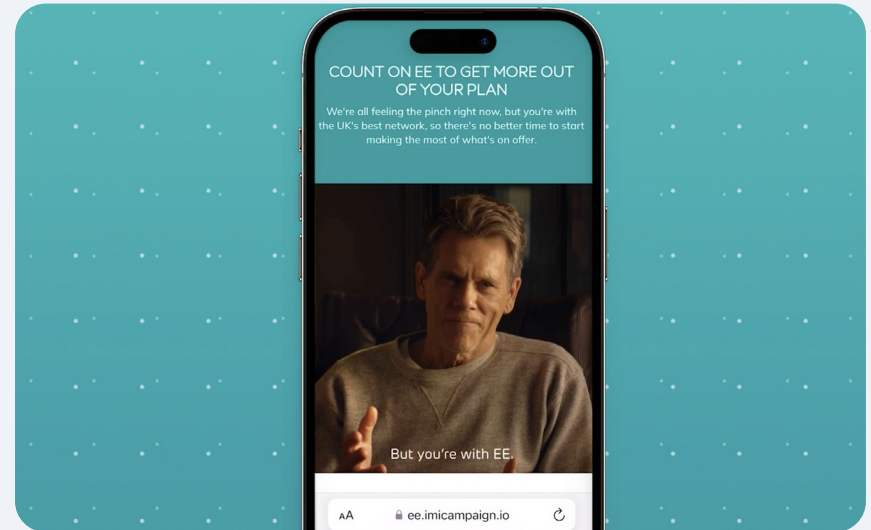 COUNT ON EE TO GET MORE OUT
OF YOUR PLAN
We're all feeling the pinch right now, but you're with
the UK's best network, so there's no better time to start
making the most of what's on offer.
But you're with EE.
AA
ee.imicampaign.io